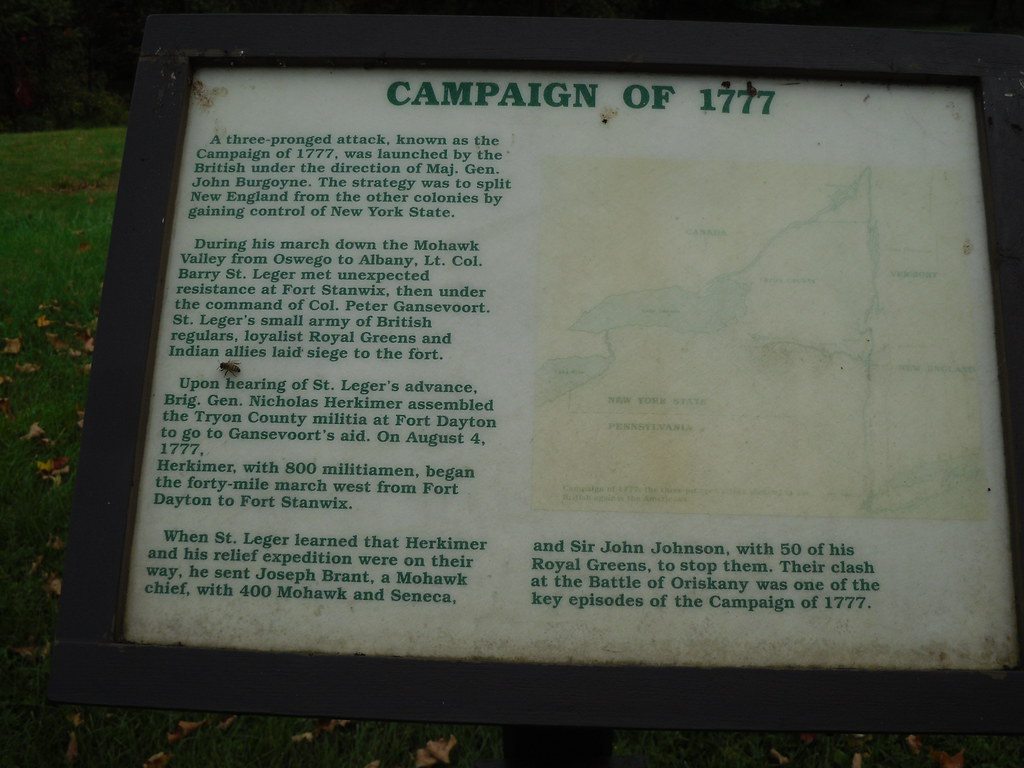 CAMPAIGN OF 1777
A three-pronged attack, known as the
Campaign of 1777, was launched by the
British under the direction of Maj. Gen.
John Burgoyne. The strategy was to split
New England from the other colonies by
gaining control of New York State.
During his march down the Mohawk
Valley from Oswego to Albany, Lt. Col.
Barry St. Leger met unexpected
resistance at Fort Stanwix, then under
the command of Col. Peter Gansevoort.
St. Leger's small army of British
regulars, loyalist Royal Greens and
Indian allies laid siege to the fort.
Upon hearing of St. Leger's advance,
Brig. Gen. Nicholas Herkimer assembled
the Tryon County militia at Fort Dayton
to go to Gansevoort's aid. On August 4,
1777,
Herkimer, with 800 militiamen, began
the forty-mile march west from Fort
Dayton to Fort Stanwix.
When St. Leger learned that Herkimer
and his relief expedition were on their
way, he sent Joseph Brant, a Mohawk
chief, with 400 Mohawk and Seneca,
CANADA
VERMONT
NEW ENGLAND
NEW YORK STATE
PENNSYLVANIA
and Sir John Johnson, with 50 of his
Royal Greens, to stop them. Their clash
at the Battle of Oriskany was one of the
key episodes of the Campaign of 1777.